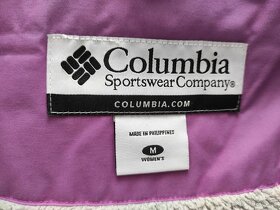 Columbia
Sportswear Company®
COLUMBIA.COM
MADE IN PHILIPPINES
M
WOMEN'S